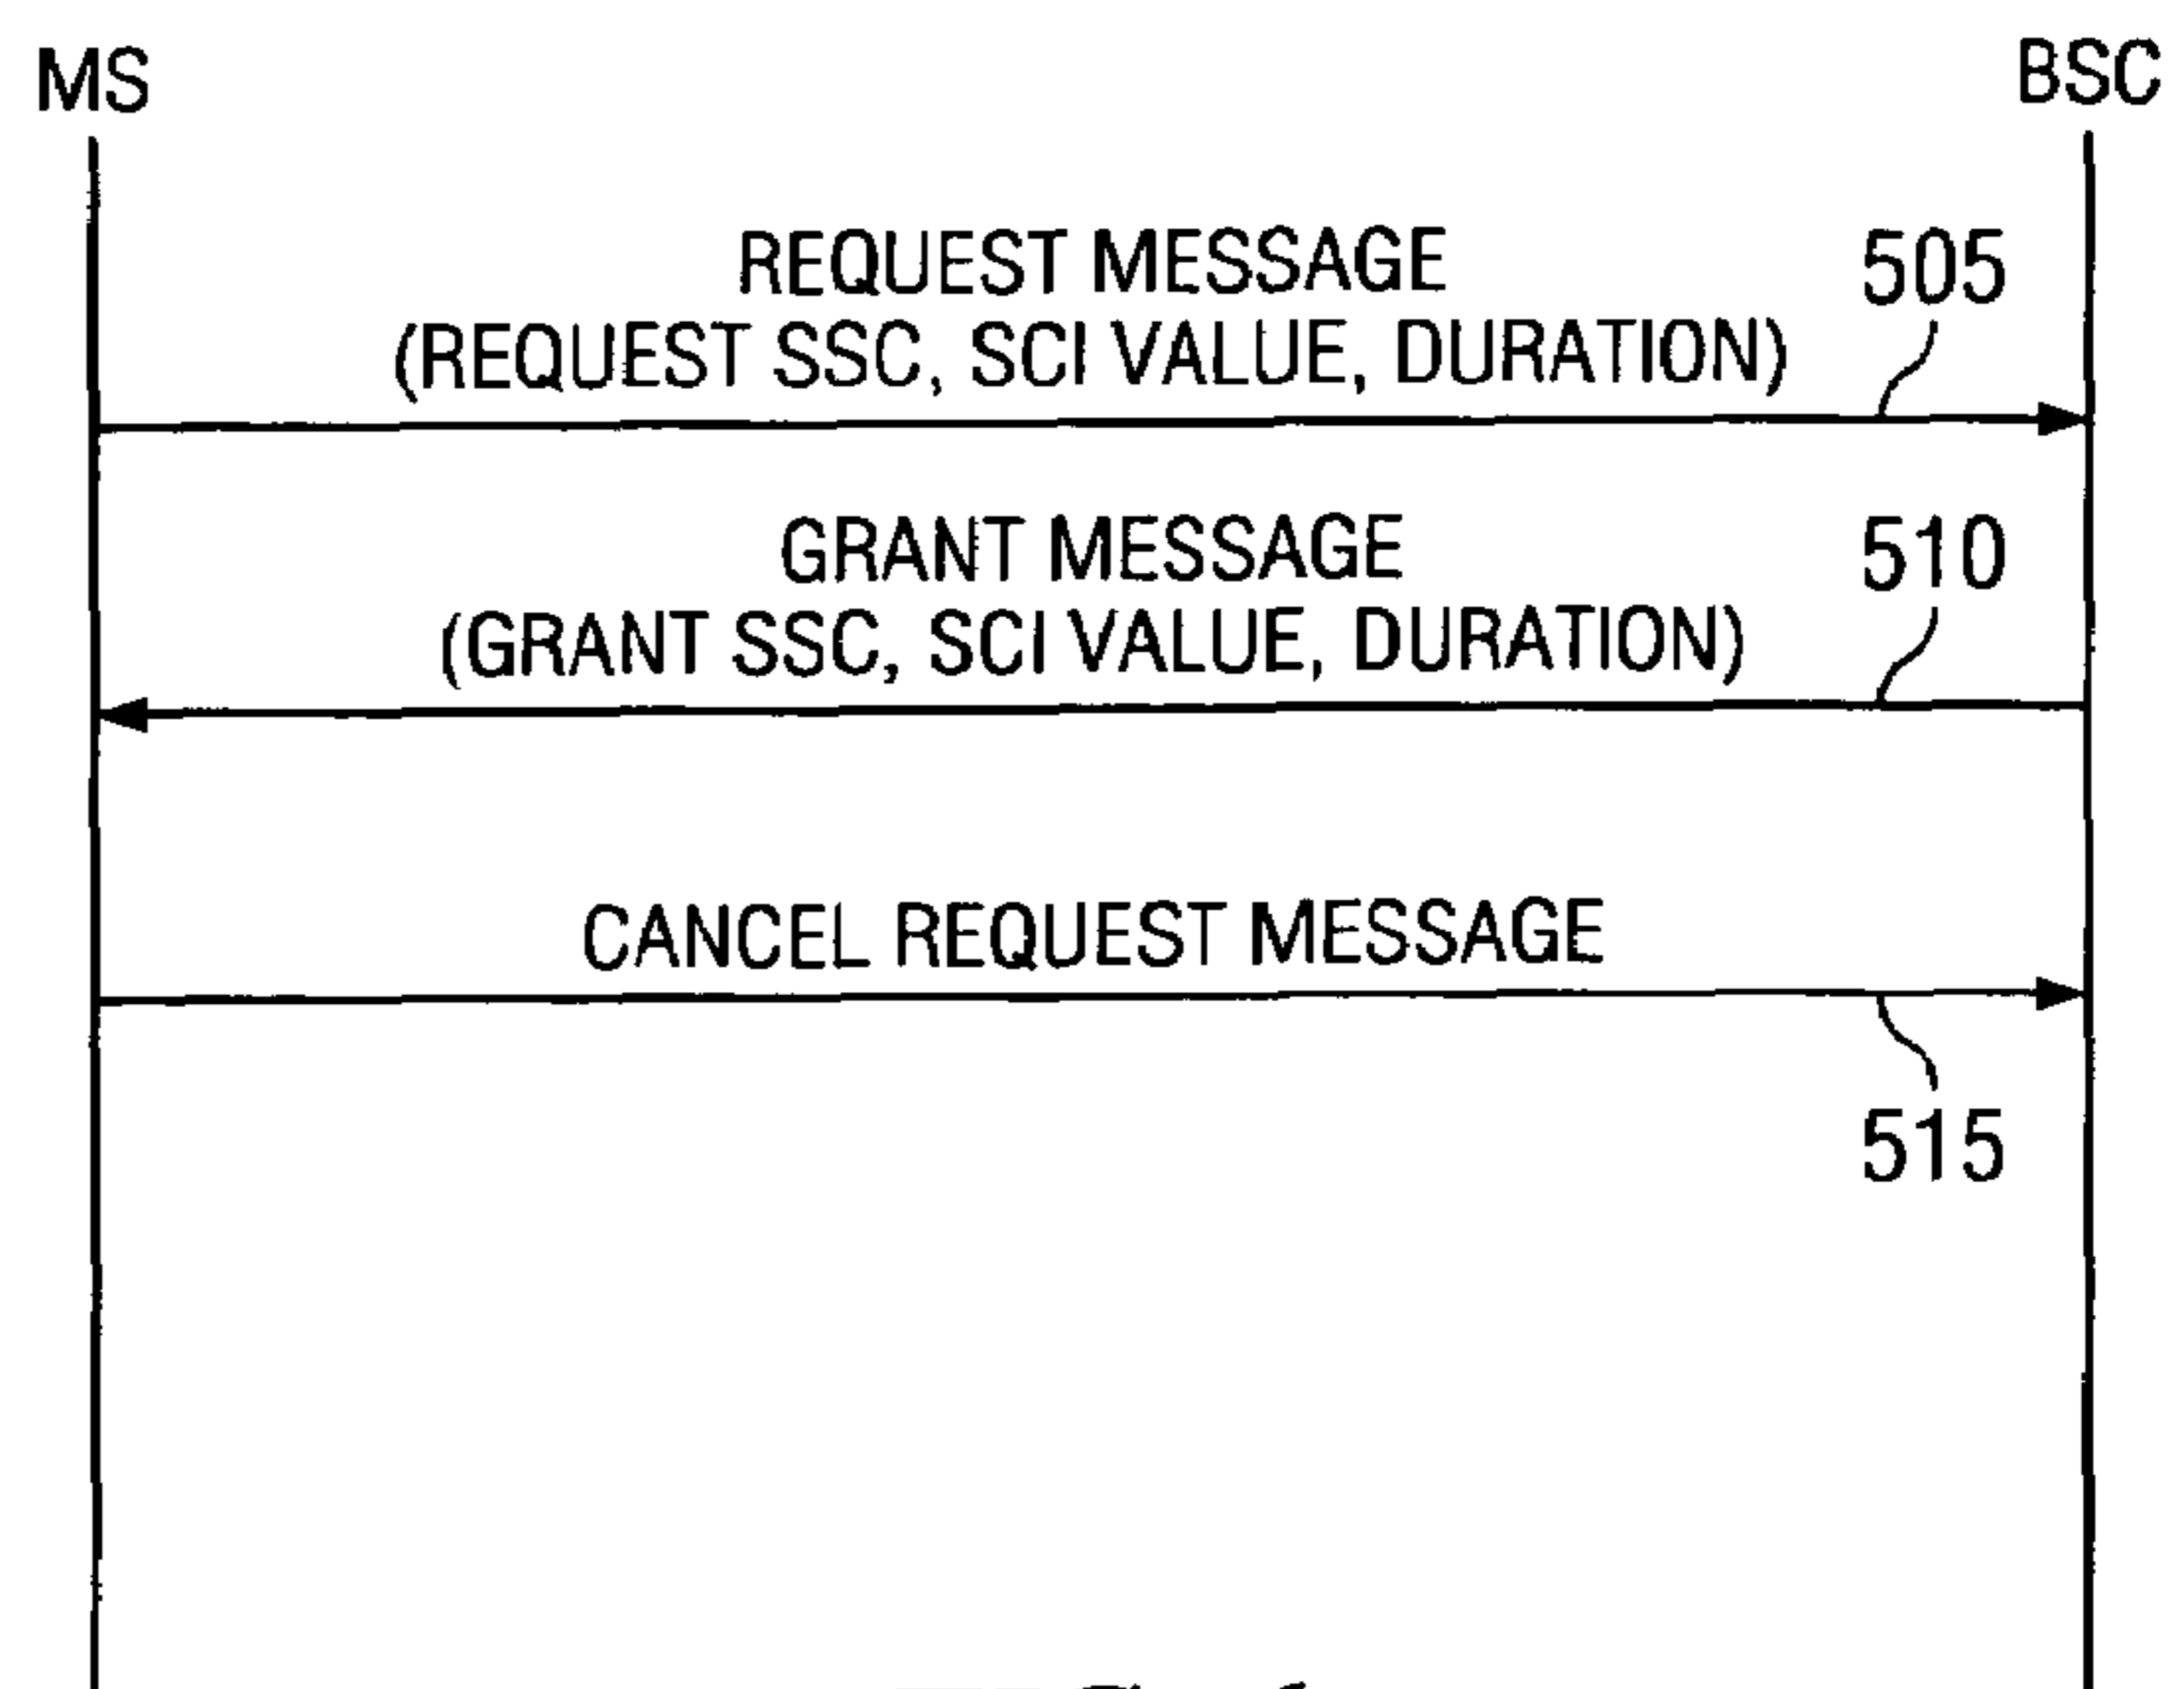 MS
BSC
REQUEST MESSAGE
(REQUEST SSC, SCI VALUE, DURATION)
505
GRANT MESSAGE
(GRANT SSC, SCI VALUE, DURATION)
510
CANCEL REQUEST MESSAGE
515